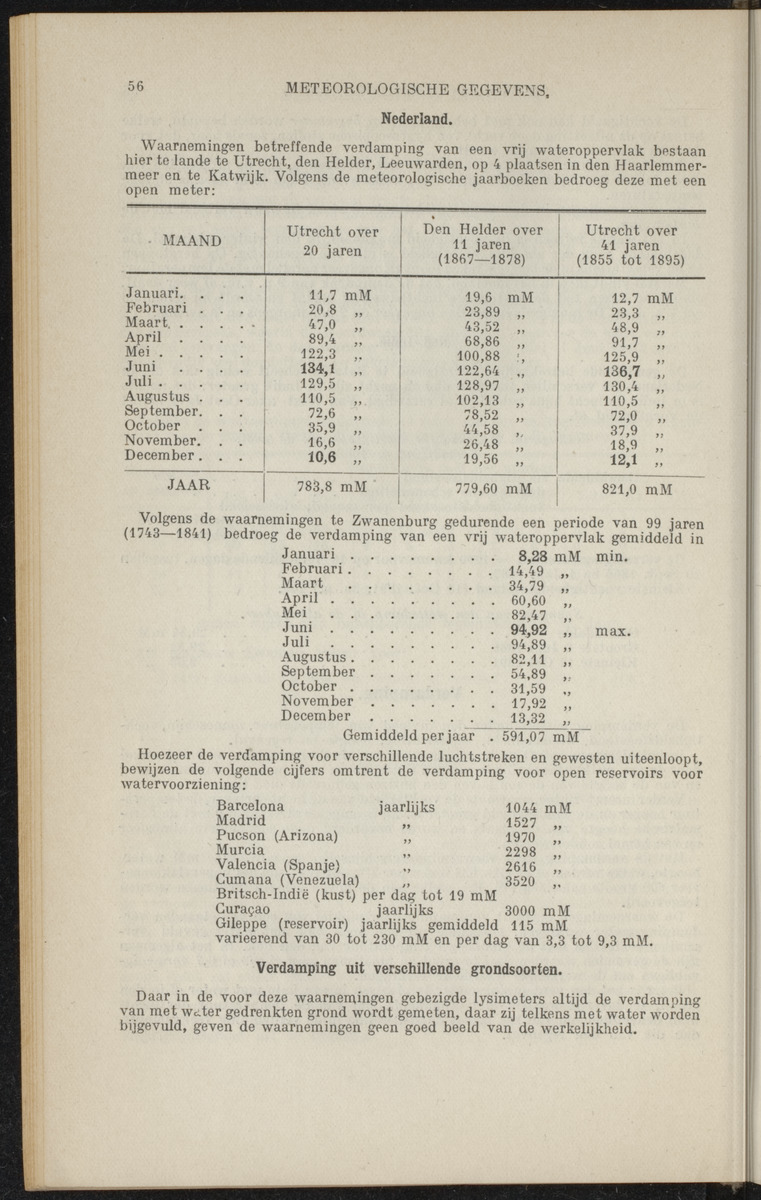 56 METEOROLOGISCHE GEGEVENS.
Nederland.
Waarnemingen betreffende verdamping van een vrij wateroppervlak bestaan
hier te lande te Utrecht, den Helder, Leeuwarden, op 4 plaatsen in den Haarlemmer-
meer en te Katwijk. Volgens de meteorologische jaarboeken bedroeg deze met een
open meter:
MAAND | Utrecht over 20 jaren | Den Helder over 11 jaren (1867—1878) | Utrecht over 41 jaren (1855 tot 1895)
Januari. . . . 11,7 mM 19,6 mM 12,7 mM
Februari . . . 20,8 „ 23,89 „ 23,3 „
Maart. . . . . . 47,0 „ 43,52 „ 48,9 „
April . . . . 89,4 „ 68,86 „ 91,7 „
Mei . . . . . 122,3 „ 100,88 „ 125,9 „
Juni . . . . 134,1 „ 122,64 „ 136,7 „
Juli . . . . . 129,5 „ 128,97 „ 130,4 „
Augustus . . . 110,5 „ 102,13 „ 110,5 „
September. . . 72,6 „ 78,52 „ 72,0 „
October . . . 35,9 „ 44,58 „ 37,9 „
November. . . 16,6 „ 26,48 „ 18,9 „
December . . . 10,6 „ 19,56 „ 12,1 „
JAAR 783,8 mM 779,60 mM 821,0 mM
Volgens de waarnemingen te Zwanenburg gedurende een periode van 99 jaren
(1743—1841) bedroeg de verdamping van een vrij wateroppervlak gemiddeld in
Januari . . . . . . . . 8,28 mM min.
Februari . . . . . . . . 14,49 „
Maart . . . . . . . . 34,79 „
April . . . . . . . . . 60,60 „
Mei . . . . . . . . . 82,47 „
Juni . . . . . . . . . 94,92 „ max.
Juli . . . . . . . . . 94,89 „
Augustus . . . . . . . . 82,11 „
September . . . . . . . 54,89 „
October . . . . . . . . 31,59 „
November . . . . . . . 17,92 „
December . . . . . . . 13,32 „
Gemiddeld per jaar . 591,07 mM
Hoezeer de verdamping voor verschillende luchtstreken en gewesten uiteenloopt,
bewijzen de volgende cijfers omtrent de verdamping voor open reservoirs voor
watervoorziening:
Barcelona jaarlijks 1044 mM
Madrid „ 1527 „
Pucson (Arizona) „ 1970 „
Murcia „ 2298 „
Valencia (Spanje) „ 2616 „
Cumana (Venezuela) „ 3520 „
Britsch-Indië (kust) per dag tot 19 mM
Curaçao jaarlijks 3000 mM
Gileppe (reservoir) jaarlijks gemiddeld 115 mM
varieerend van 30 tot 230 mM en per dag van 3,3 tot 9,3 mM.
Verdamping uit verschillende grondsoorten.
Daar in de voor deze waarnemingen gebezigde lysimeters altijd de verdamping
van met water gedrenkten grond wordt gemeten, daar zij telkens met water worden
bijgevuld, geven de waarnemingen geen goed beeld van de werkelijkheid.